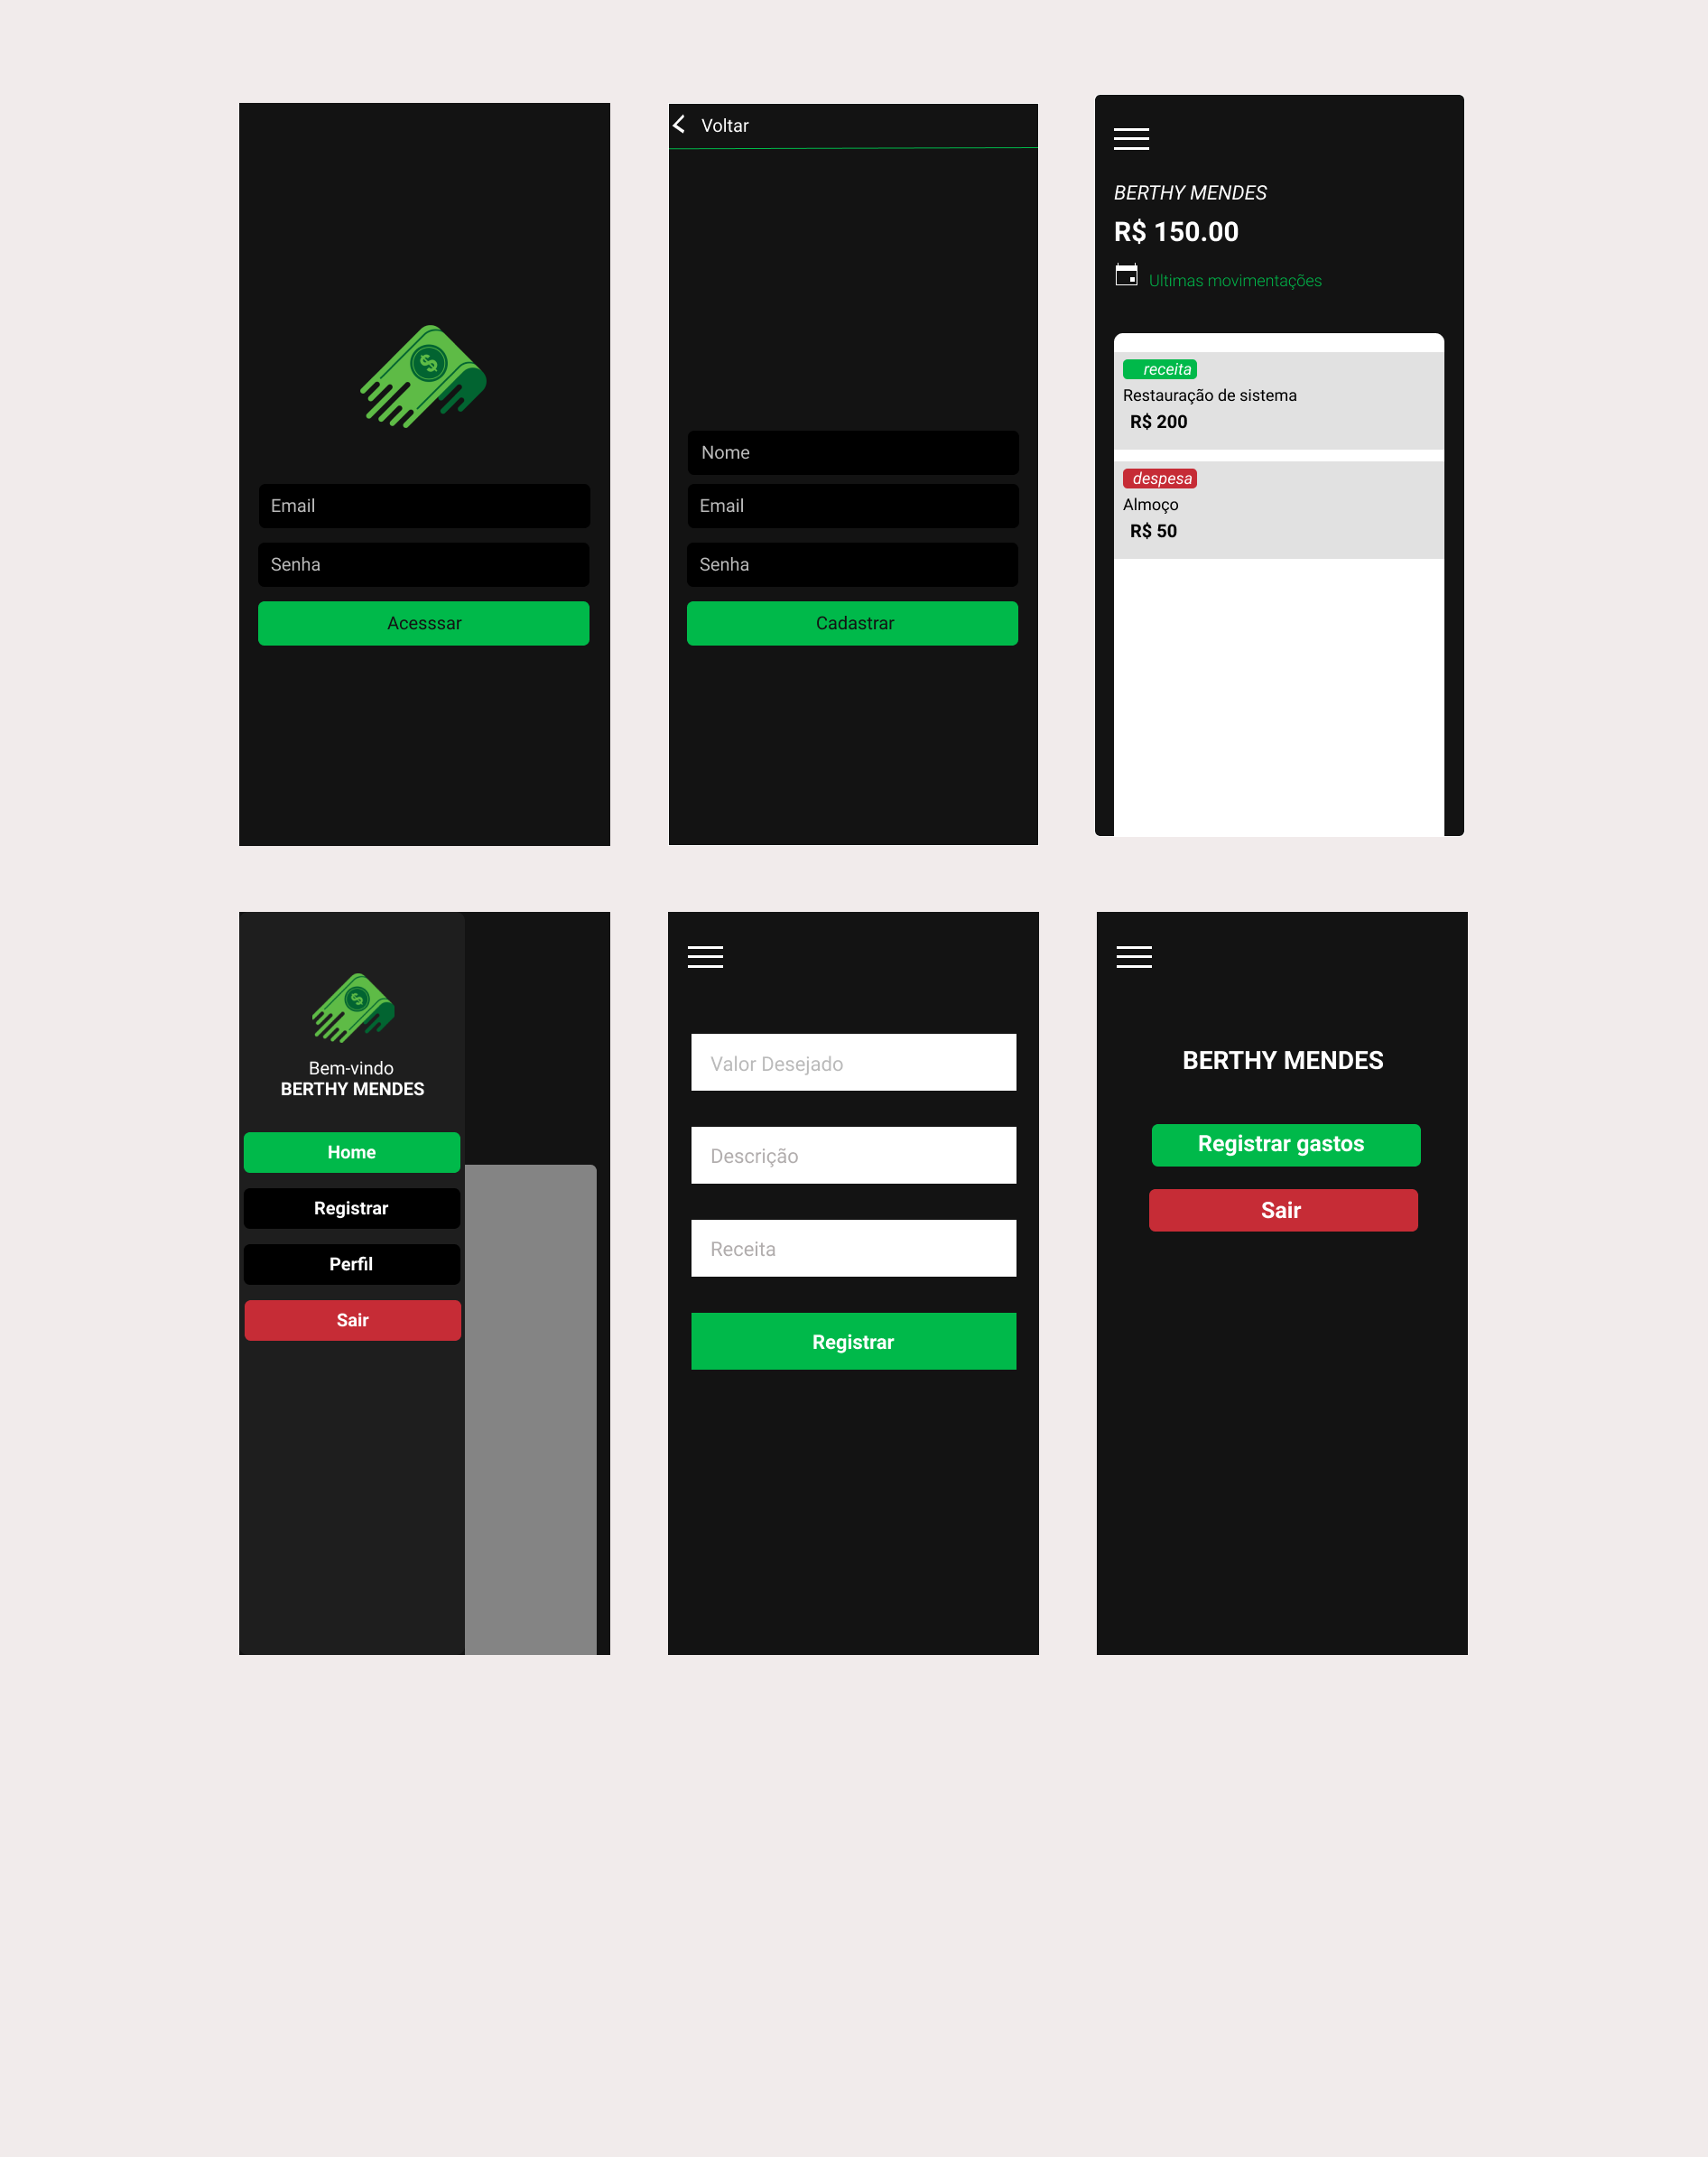 Email
Senha
Acesssar
Voltar
Nome
Email
Senha
Cadastrar
BERTHY MENDES
R$ 150.00
Ultimas movimentações
receita
Restauração de sistema
R$ 200
despesa
Almoço
R$ 50
$
Bem-vindo
BERTHY MENDES
Home
Registrar
Perfil
Sair
$
Valor Desejado
Descrição
Receita
Registrar
BERTHY MENDES
Registrar gastos
Sair